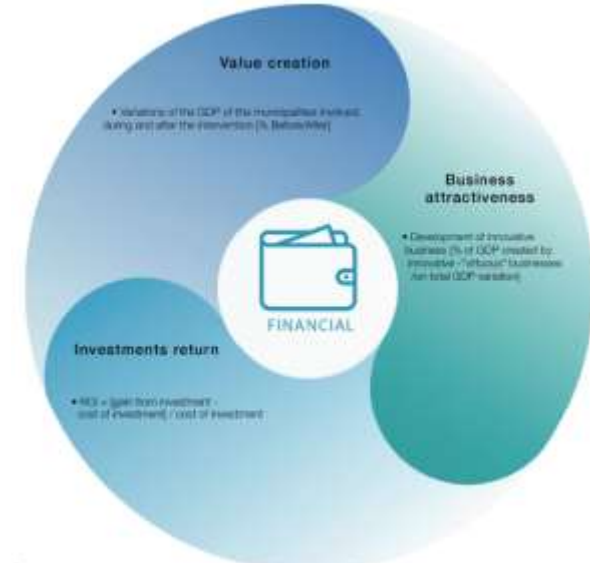 Value creation
• Variations of the GDP of the municipalities involved,
during and after the intervention [% Before/After]
Business
attractiveness
• Development of innovative
business [% of GDP created by
innovative -"virtuous" businesses
on total GDP variation]
FINANCIAL
Investments return
• ROI = [gain from investment -
cost of investment] / cost of investment